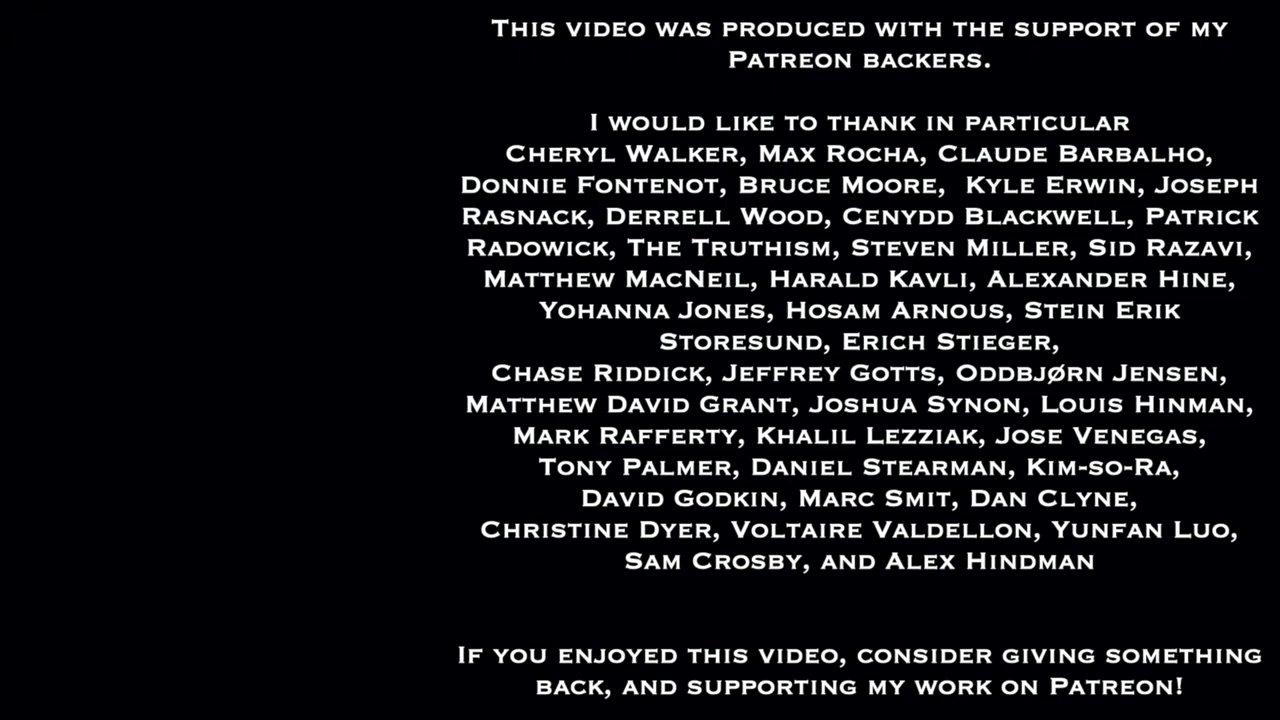 This video was produced with the support of my
Patreon backers.
I would like to thank in particular
Cheryl Walker, Max Rocha, Claude Barbalho,
Donnie Fontenot, Bruce Moore,  Kyle Erwin, Joseph
Rasnack, Derrell Wood, Cenydd Blackwell, Patrick
Radowick, The Truthism, Steven Miller, Sid Razavi,
Matthew MacNeil, Harald Kavli, Alexander Hine,
Yohanna Jones, Hosam Arnous, Stein Erik
Storesund, Erich Stieger,
Chase Riddick, Jeffrey Gotts, Oddbjørn Jensen,
Matthew David Grant, Joshua Synon, Louis Hinman,
Mark Rafferty, Khalil Lezziak, Jose Venegas,
Tony Palmer, Daniel Stearman, Kim-so-Ra,
David Godkin, Marc Smit, Dan Clyne,
Christine Dyer, Voltaire Valdellon, Yunfan Luo,
Sam Crosby, and Alex Hindman
If you enjoyed this video, consider giving something
back, and supporting my work on Patreon!